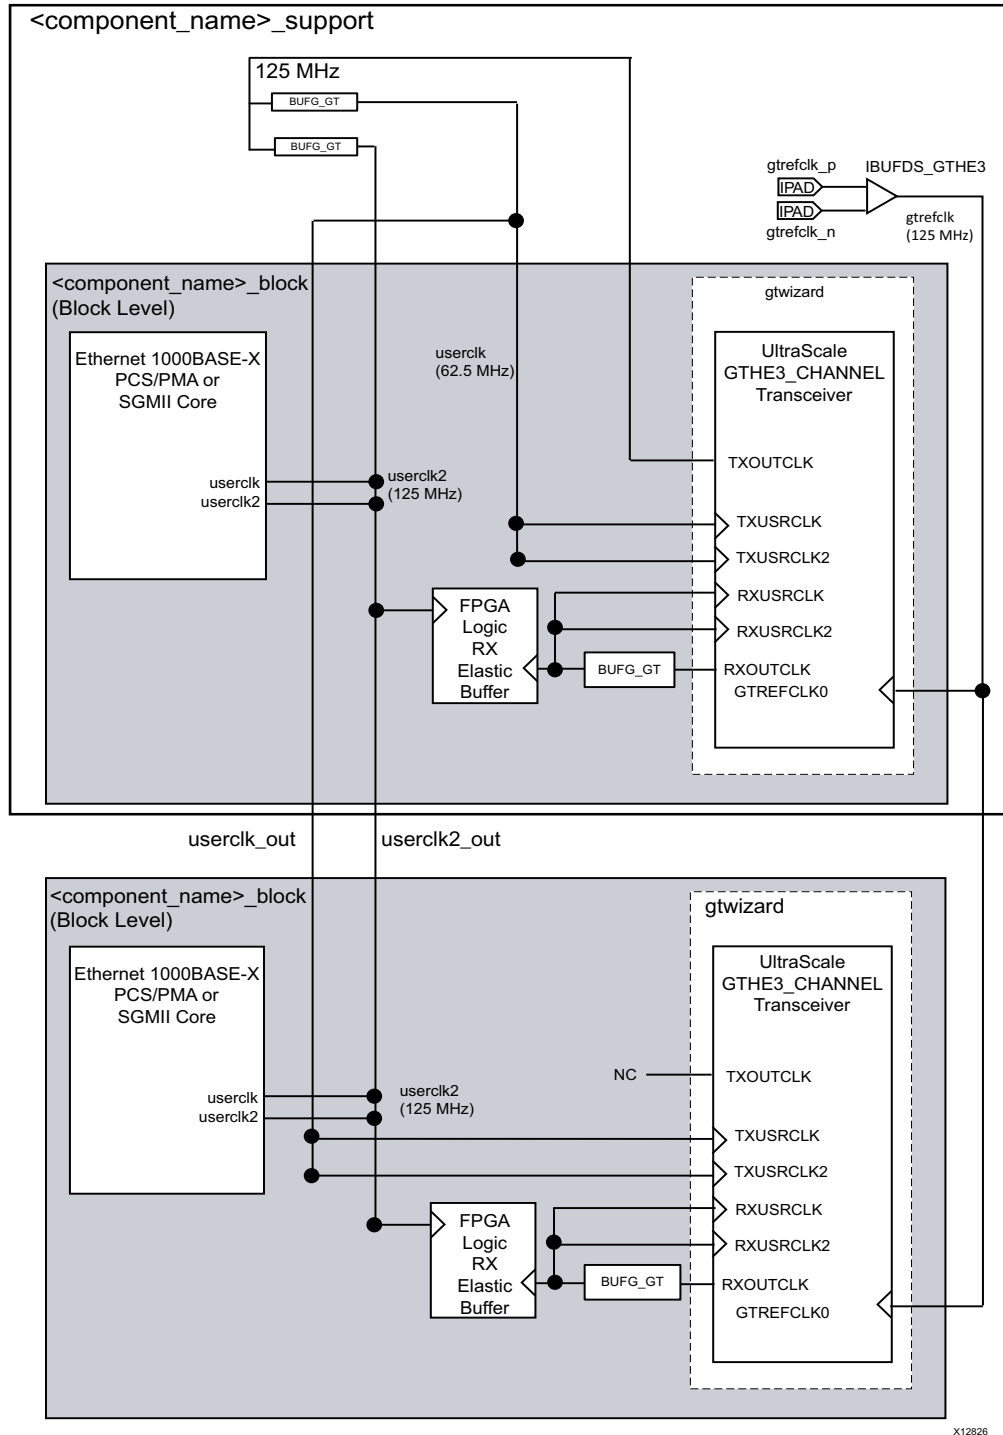 <component_name>_support
125 MHz
BUFG_GT
BUFG_GT
gtrefclk_p
IBUFDS_GTHE3
IPAD
IPAD
gtrefclk_n
gtrefclk
(125 MHz)
<component_name>_block
(Block Level)
gtwizard
Ethernet 1000BASE-X
PCS/PMA or
SGMII Core
userclk
(62.5 MHz)
UltraScale
GTHE3_CHANNEL
Transceiver
TXOUTCLK
userclk
userclk2
userclk2
(125 MHz)
TXUSRCLK
TXUSRCLK2
RXUSRCLK
RXUSRCLK2
RXOUTCLK
GTREFCLK0
FPGA
Logic
RX
Elastic
Buffer
BUFG_GT
userclk_out
userclk2_out
<component_name>_block
(Block Level)
gtwizard
Ethernet 1000BASE-X
PCS/PMA or
SGMII Core
UltraScale
GTHE3_CHANNEL
Transceiver
NC
TXOUTCLK
userclk
userclk2
userclk2
(125 MHz)
TXUSRCLK
TXUSRCLK2
RXUSRCLK
RXUSRCLK2
RXOUTCLK
GTREFCLK0
FPGA
Logic
RX
Elastic
Buffer
BUFG_GT
X12826